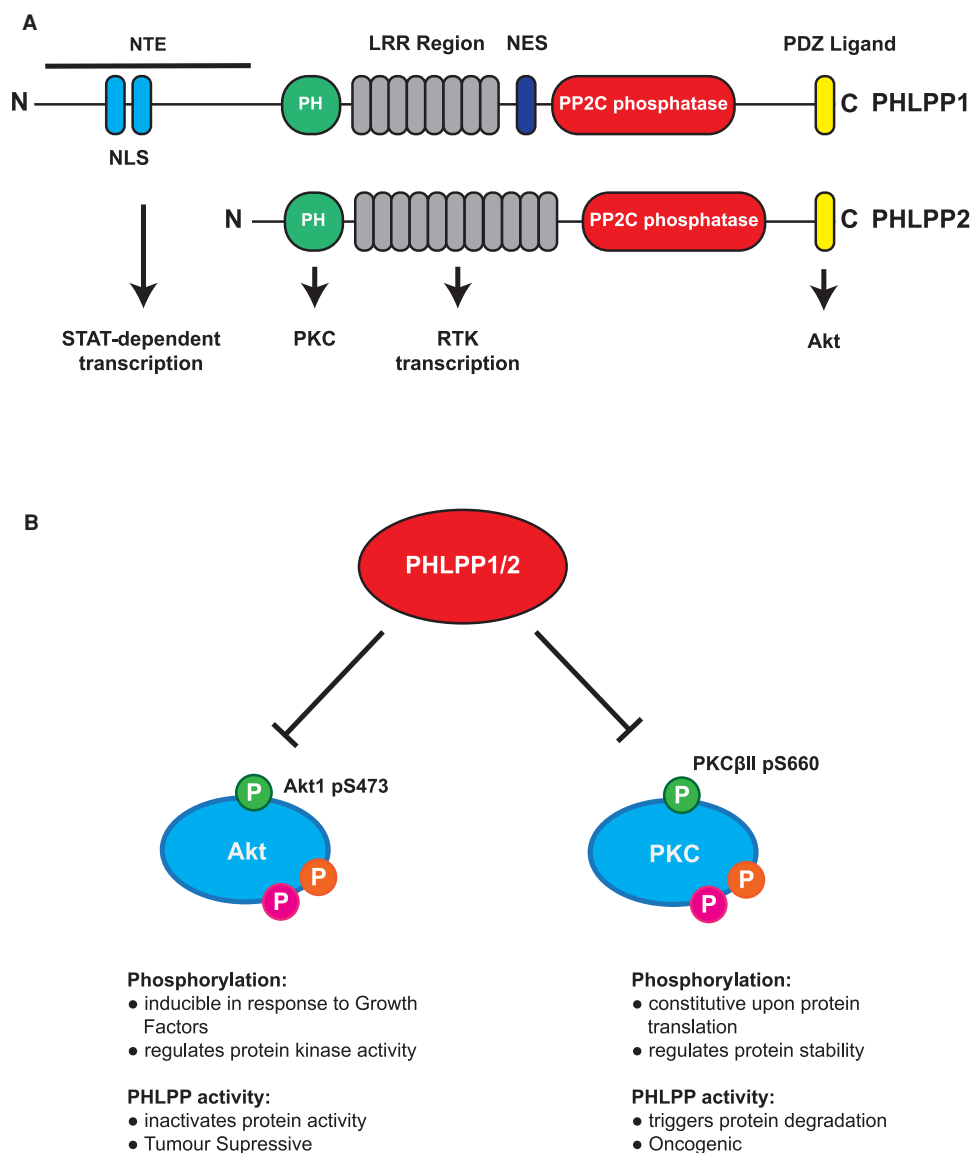 A
NTE
LRR Region
NES
PDZ Ligand
N
PH
PP2C phosphatase
C
PHLPP1
NLS
N
PH
PP2C phosphatase
C
PHLPP2
STAT-dependent
transcription
PKC
RTK
transcription
Akt
B
PHLPP1/2
Akt1 pS473
P
Akt
P
P
PKCβII pS660
P
PKC
P
P
Phosphorylation:
● inducible in response to Growth
Factors
● regulates protein kinase activity
PHLPP activity:
● inactivates protein activity
● Tumour Supressive
Phosphorylation:
● constitutive upon protein
translation
● regulates protein stability
PHLPP activity:
● triggers protein degradation
● Oncogenic